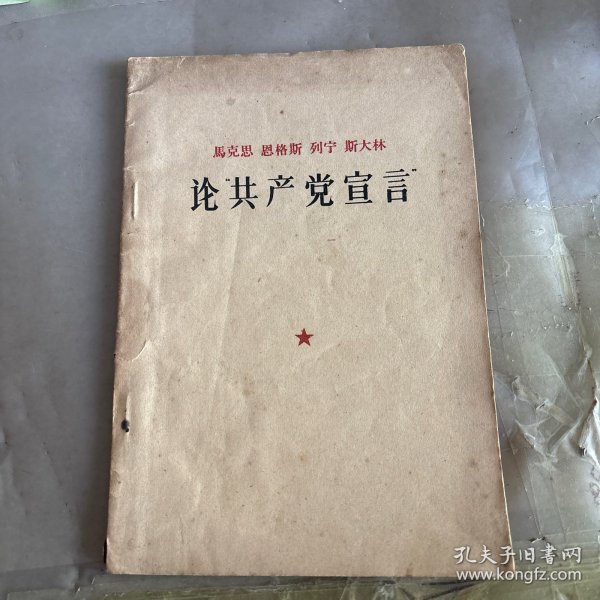 馬克思 恩格斯 列宁 斯大林
论“共产党宣言”
孔夫子旧书网
www.kongfz.com